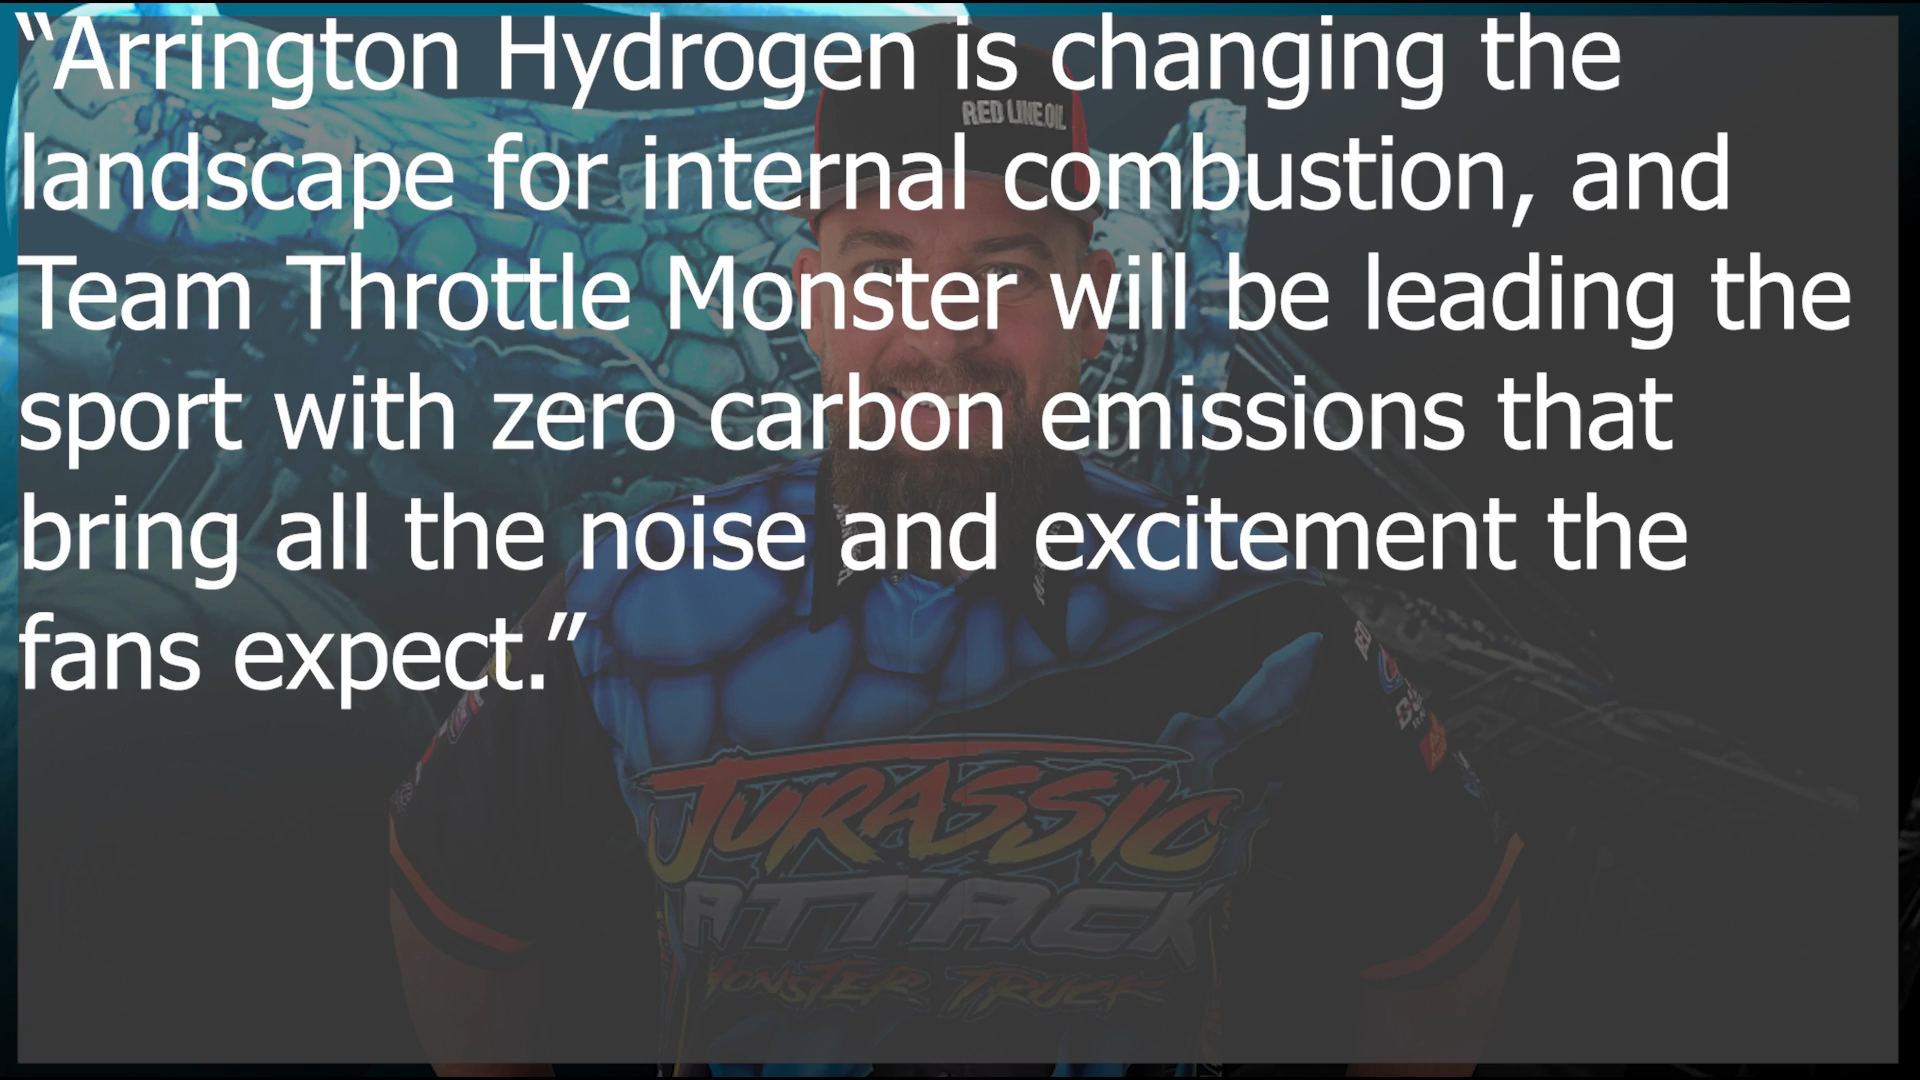 “Arrington Hydrogen is changing the
landscape for internal combustion, and
Team Throttle Monster will be leading the
sport with zero carbon emissions that
bring all the noise and excitement the
fans expect.”
RED LINE OIL
JURASSIC
ATTACK
MONSTER TRUCK